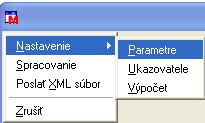 Nastavenie
Spracovanie
Poslať XML súbor
Zrušiť
Parametre
Ukazovatele
Výpočet